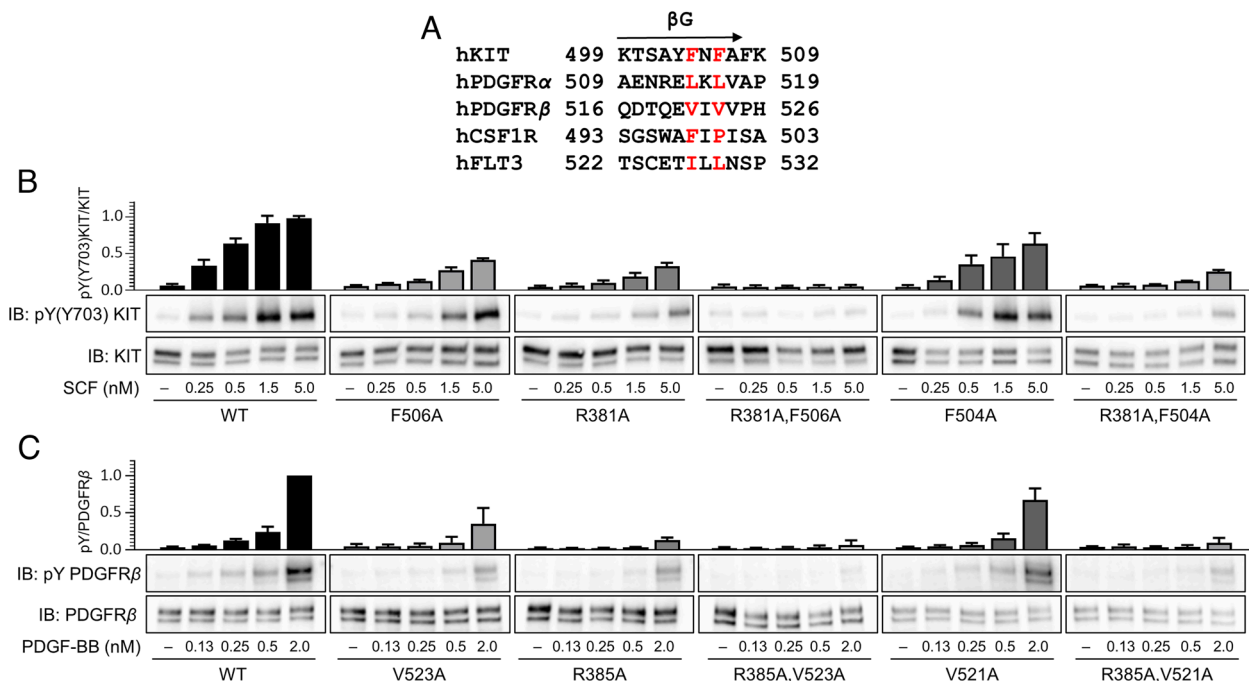 A
βG
hKIT 499 KTSAYFNFAFK 509
hPDGFRα 509 AENRELKLVAP 519
hPDGFRβ 516 QDTQEVIVVPH 526
hCSF1R 493 SGSWAFIPISA 503
hFLT3 522 TSCETILLNSP 532
B
pY(Y703)KIT/KIT
1.0
0.5
0.0
IB: pY(Y703) KIT
IB: KIT
SCF (nM) – 0.25 0.5 1.5 5.0 – 0.25 0.5 1.5 5.0 – 0.25 0.5 1.5 5.0 – 0.25 0.5 1.5 5.0 – 0.25 0.5 1.5 5.0 – 0.25 0.5 1.5 5.0
WT F506A R381A R381A,F506A F504A R381A,F504A
C
pY/PDGFRβ
1.0
0.5
0.0
IB: pY PDGFRβ
IB: PDGFRβ
PDGF-BB (nM) – 0.13 0.25 0.5 2.0 – 0.13 0.25 0.5 2.0 – 0.13 0.25 0.5 2.0 – 0.13 0.25 0.5 2.0 – 0.13 0.25 0.5 2.0 – 0.13 0.25 0.5 2.0
WT V523A R385A R385A,V523A V521A R385A,V521A